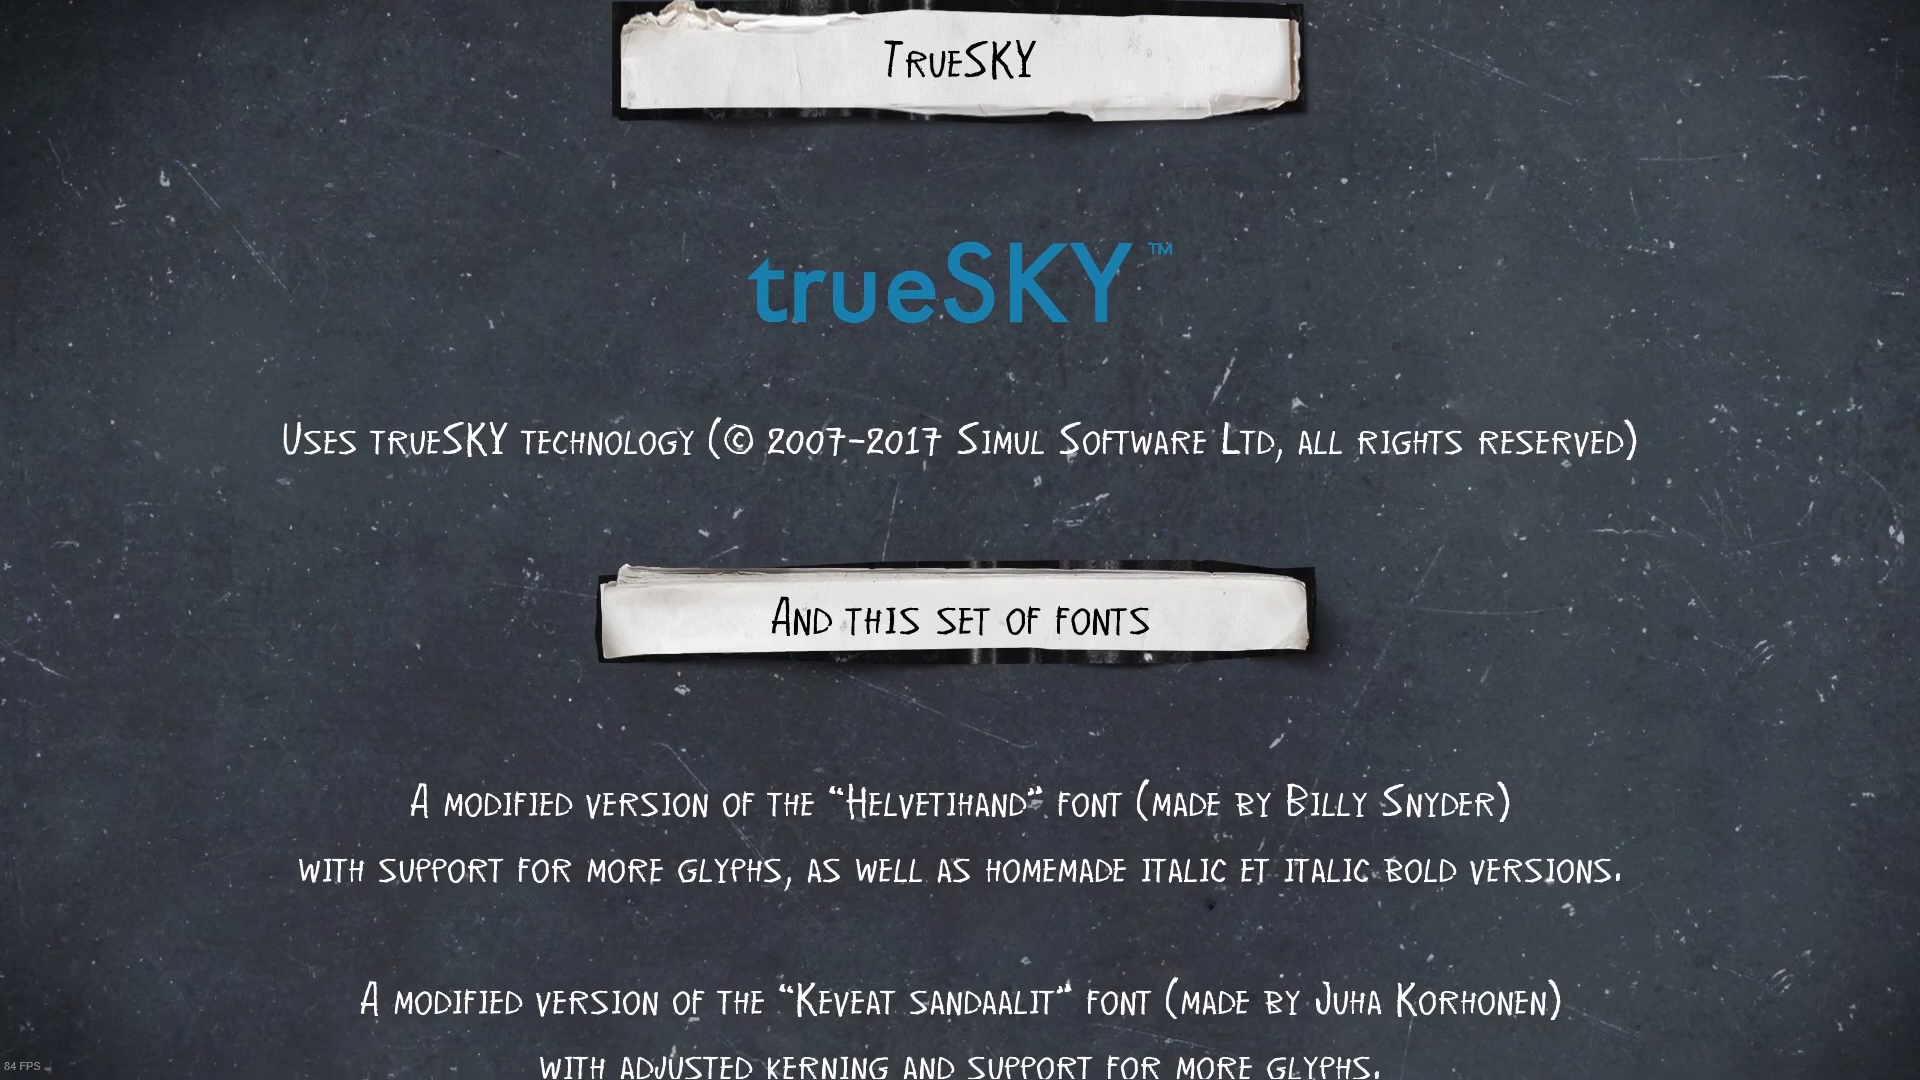 TrueSKY
trueSKY™
Uses trueSKY technology (© 2007-2017 Simul Software Ltd, all rights reserved)
And this set of fonts
A modified version of the “Helvetihand” font (made by Billy Snyder)
with support for more glyphs, as well as homemade italic et italic bold versions.
A modified version of the “Keveat sandaalit” font (made by Juha Korhonen)
with adjusted kerning and support for more glyphs.
84 FPS